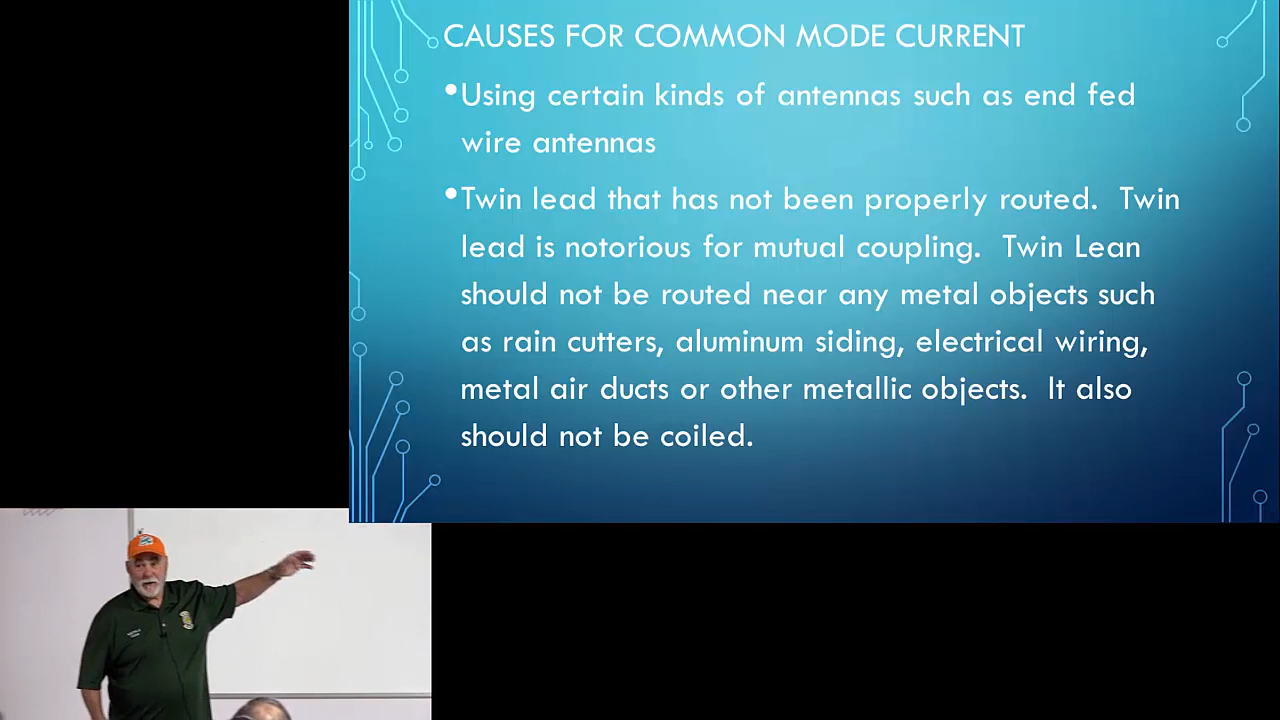 CAUSES FOR COMMON MODE CURRENT
•Using certain kinds of antennas such as end fed
wire antennas
•Twin lead that has not been properly routed. Twin
lead is notorious for mutual coupling. Twin Lean
should not be routed near any metal objects such
as rain cutters, aluminum siding, electrical wiring,
metal air ducts or other metallic objects. It also
should not be coiled.